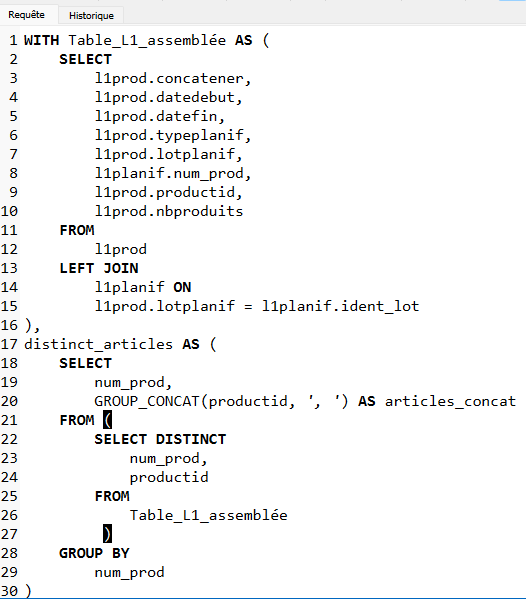 Requête Historique
1 WITH Table_L1_assemblée AS (
2 SELECT
3 l1prod.concatener,
4 l1prod.datedebut,
5 l1prod.datefin,
6 l1prod.typeplanif,
7 l1prod.lotplanif,
8 l1planif.num_prod,
9 l1prod.productid,
10 l1prod.nbproduits
11 FROM
12 l1prod
13 LEFT JOIN
14 l1planif ON
15 l1prod.lotplanif = l1planif.ident_lot
16 ),
17 distinct_articles AS (
18 SELECT
19 num_prod,
20 GROUP_CONCAT(productid, ', ') AS articles_concat
21 FROM (
22 SELECT DISTINCT
23 num_prod,
24 productid
25 FROM
26 Table_L1_assemblée
27 )
28 GROUP BY
29 num_prod
30 )